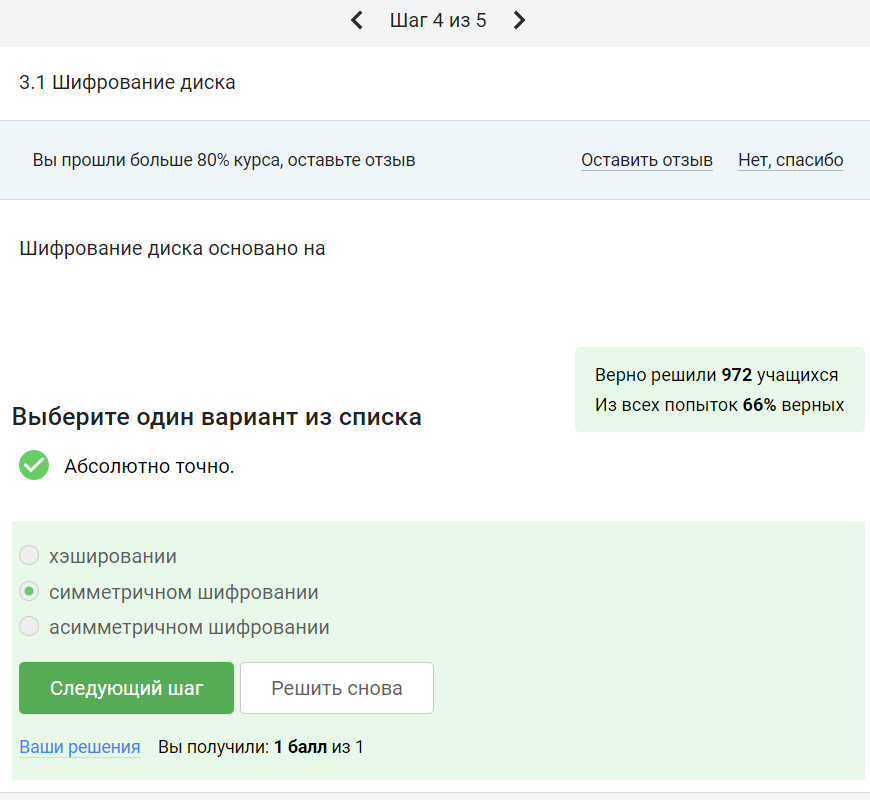 Шаг 4 из 5
3.1 Шифрование диска
Вы прошли больше 80% курса, оставьте отзыв Оставить отзыв Нет, спасибо
Шифрование диска основано на
Верно решили 972 учащихся
Из всех попыток 66% верных
Выберите один вариант из списка
Абсолютно точно.
хэшировании
симметричном шифровании
асимметричном шифровании
Следующий шаг Решить снова
Ваши решения Вы получили: 1 балл из 1